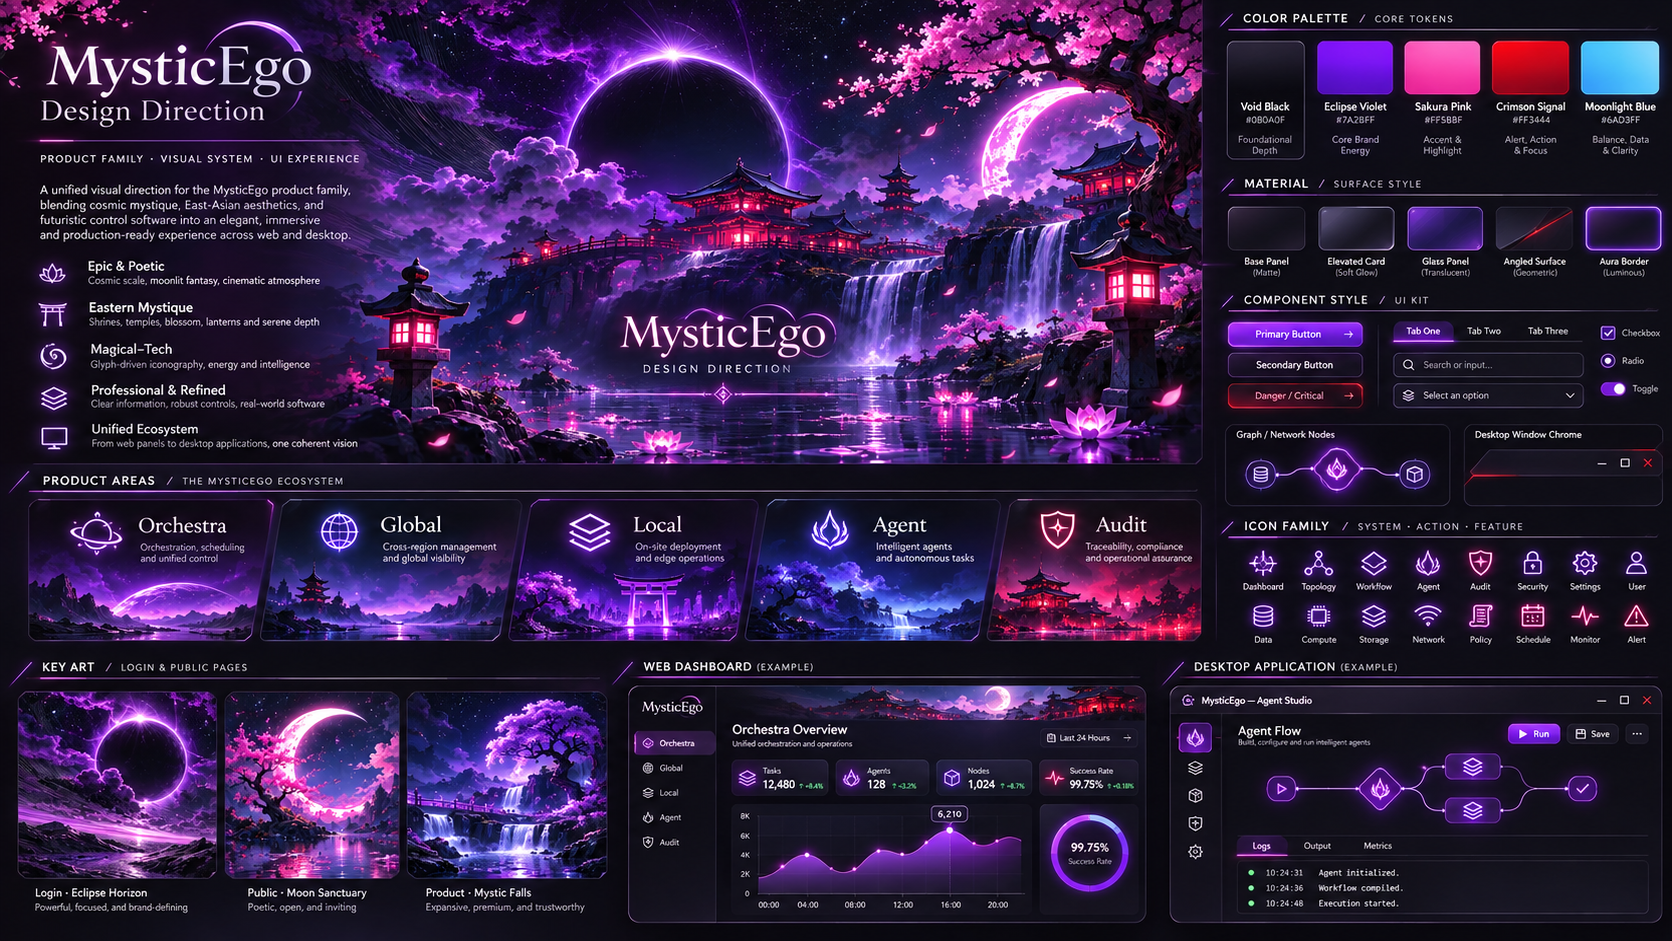 MysticEgo
Design Direction
PRODUCT FAMILY · VISUAL SYSTEM · UI EXPERIENCE
A unified visual direction for the MysticEgo product family,
blending cosmic mystique, East-Asian aesthetics, and
futuristic control software into an elegant, immersive
and production-ready experience across web and desktop.
Epic & Poetic
Cosmic scale, moonlit fantasy, cinematic atmosphere
Eastern Mystique
Shrines, temples, blossom, lanterns and serene depth
Magical–Tech
Glyph-driven iconography, energy and intelligence
Professional & Refined
Clear information, robust controls, real-world software
Unified Ecosystem
From web panels to desktop applications, one coherent vision
MysticEgo
DESIGN DIRECTION
COLOR PALETTE / CORE TOKENS
Void Black
#0B0A0F
Foundational
Depth
Eclipse Violet
#7A2BFF
Core Brand
Energy
Sakura Pink
#FF5BBF
Accent &
Highlight
Crimson Signal
#FF3444
Alert, Action
& Focus
Moonlight Blue
#6AD3FF
Balance, Data
& Clarity
MATERIAL / SURFACE STYLE
Base Panel
(Matte)
Elevated Card
(Soft Glow)
Glass Panel
(Translucent)
Angled Surface
(Geometric)
Aura Border
(Luminous)
COMPONENT STYLE / UI KIT
Primary Button →
Secondary Button
Danger / Critical →
Tab One Tab Two Tab Three
Search or input...
Select an option
Checkbox
Radio
Toggle
Graph / Network Nodes
Desktop Window Chrome
ICON FAMILY / SYSTEM · ACTION · FEATURE
Dashboard Topology Workflow Agent Audit Security Settings User
Data Compute Storage Network Policy Schedule Monitor Alert
PRODUCT AREAS / THE MYSTICEGO ECOSYSTEM
Orchestra
Orchestration, scheduling
and unified control
Global
Cross-region management
and global visibility
Local
On-site deployment
and edge operations
Agent
Intelligent agents
and autonomous tasks
Audit
Traceability, compliance
and operational assurance
KEY ART / LOGIN & PUBLIC PAGES
Login · Eclipse Horizon
Powerful, focused, and brand-defining
Public · Moon Sanctuary
Poetic, open, and inviting
Product · Mystic Falls
Expansive, premium, and trustworthy
WEB DASHBOARD (EXAMPLE)
MysticEgo
Orchestra
Global
Local
Agent
Audit
Orchestra Overview
Unified orchestration and operations
Last 24 Hours →
Tasks
12,480 ↑ +8.4%
Agents
128 ↑ +3.2%
Nodes
1,024 ↑ +8.7%
Success Rate
99.75% ↑ +0.18%
6,210
8K
6K
4K
2K
0
00:00 04:00 08:00 12:00 16:00 20:00
99.75%
Success Rate
DESKTOP APPLICATION (EXAMPLE)
MysticEgo — Agent Studio
Agent Flow
Build, configure and run intelligent agents
Run Save ...
Logs Output Metrics
10:24:31 Agent initialized.
10:24:36 Workflow compiled.
10:24:48 Execution started.